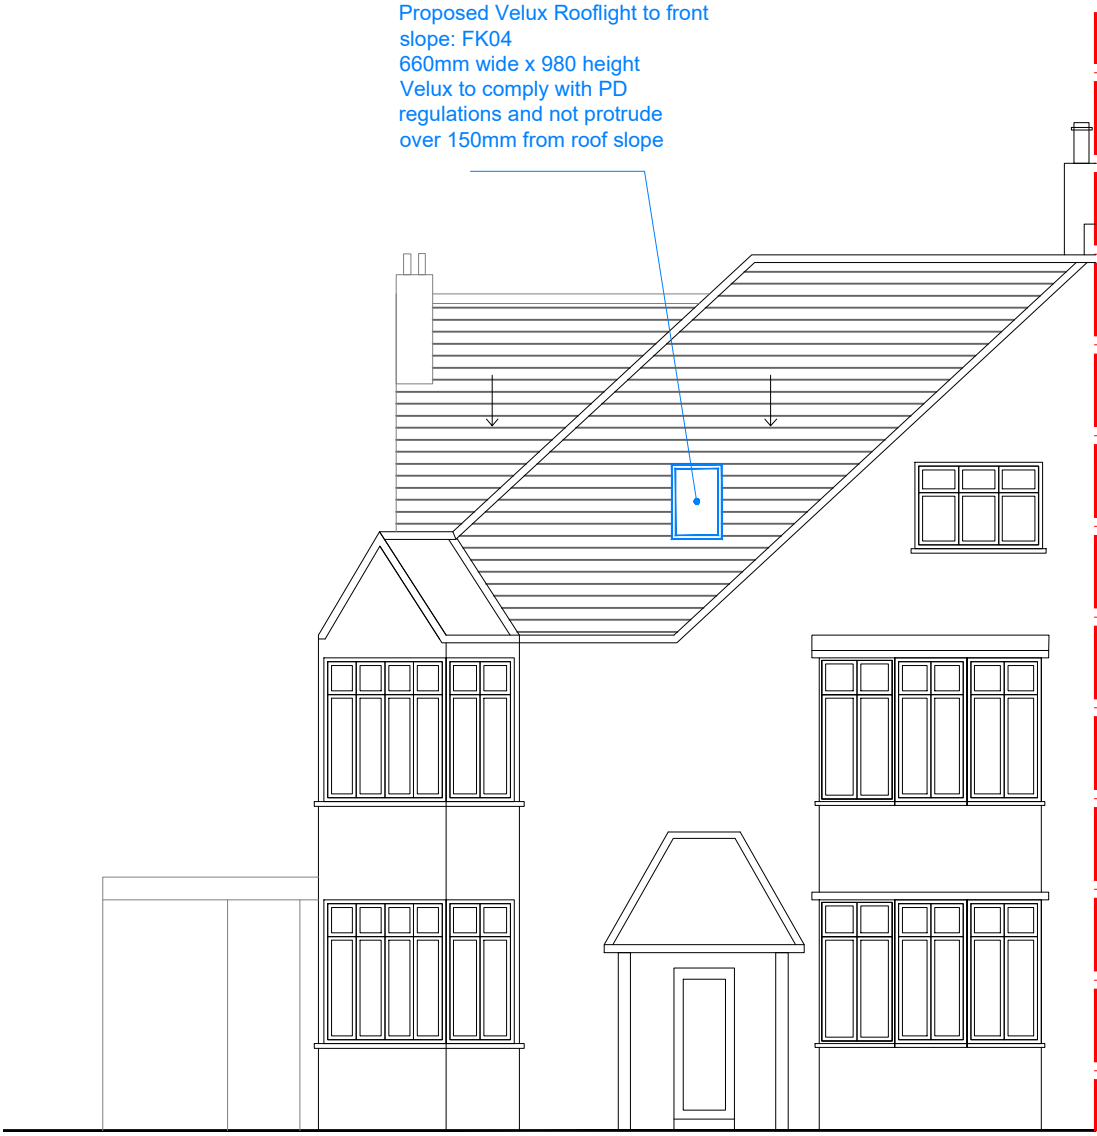 Proposed Velux Rooflight to front
slope: FK04
660mm wide x 980 height
Velux to comply with PD
regulations and not protrude
over 150mm from roof slope